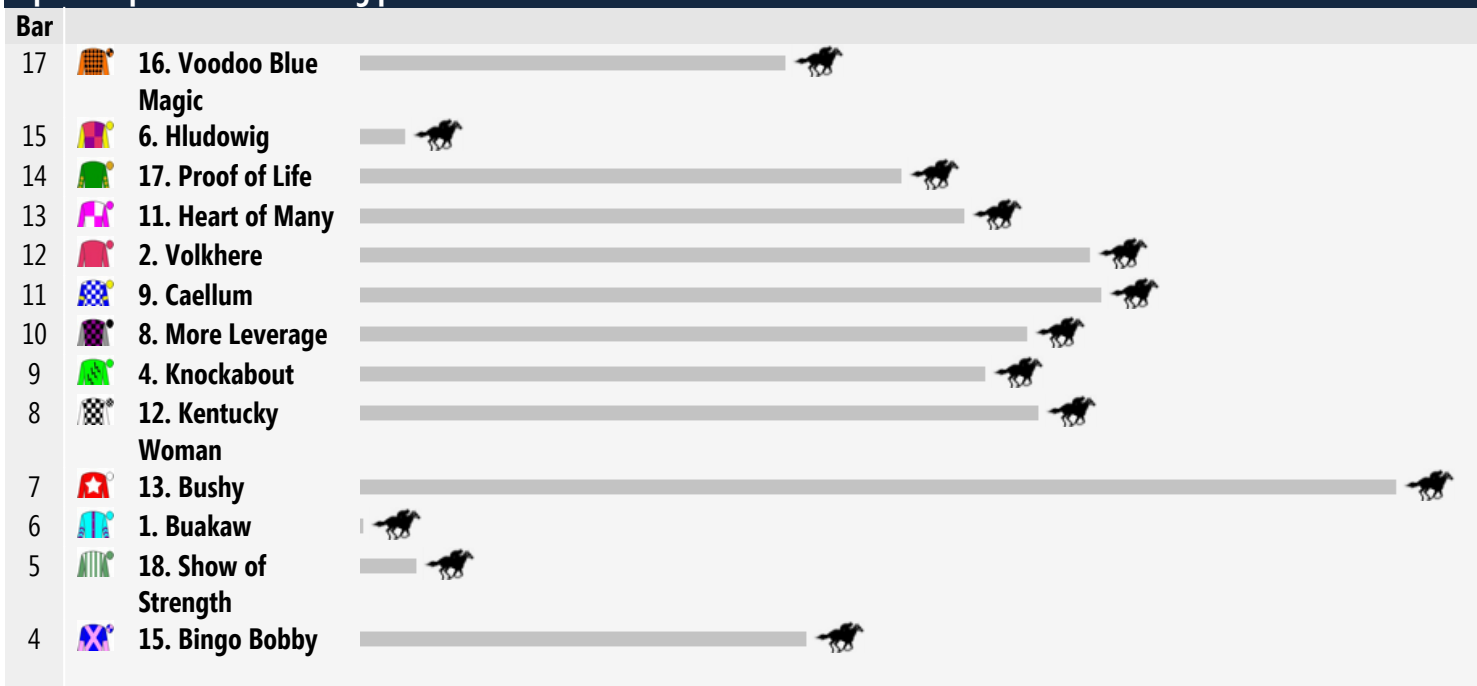 Bar
17 16. Voodoo Blue
Magic
15 6. Hludowig
14 17. Proof of Life
13 11. Heart of Many
12 2. Volkhere
11 9. Caellum
10 8. More Leverage
9 4. Knockabout
8 12. Kentucky
Woman
7 13. Bushy
6 1. Buakaw
5 18. Show of
Strength
4 15. Bingo Bobby